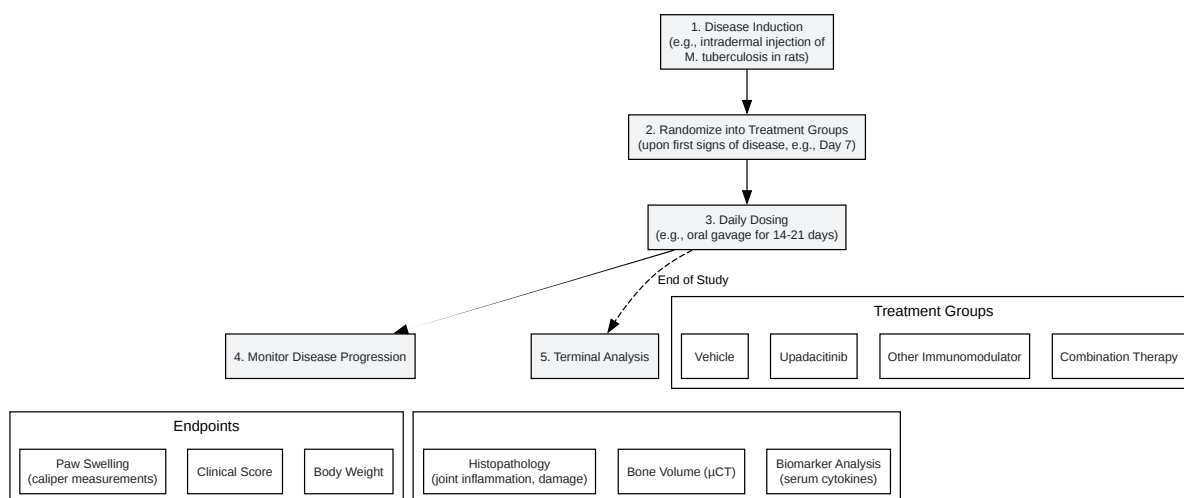 1. Disease Induction
(e.g., intradermal injection of
M. tuberculosis in rats)
2. Randomize into Treatment Groups
(upon first signs of disease, e.g., Day 7)
3. Daily Dosing
(e.g., oral gavage for 14-21 days)
End of Study
Treatment Groups
4. Monitor Disease Progression
5. Terminal Analysis
Vehicle
Upadacitinib
Other Immunomodulator
Combination Therapy
Endpoints
Paw Swelling
(caliper measurements)
Clinical Score
Body Weight
Histopathology
(joint inflammation, damage)
Bone Volume (µCT)
Biomarker Analysis
(serum cytokines)